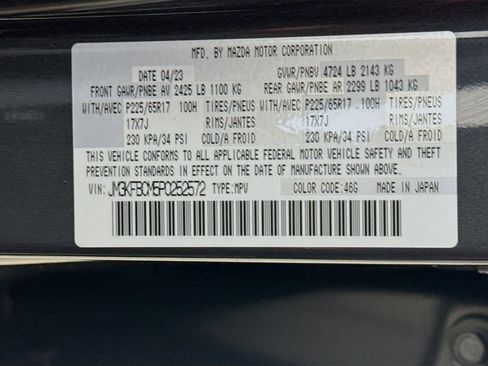 MFD. BY MAZDA MOTOR CORPORATION
DATE 04/23 GVWR/PNBV 4724 LB 2143 KG
FRONT GAWR/PNBE AV 2425 LB 1100 KG REAR GAWR/PNBE AR 2299 LB 1043 KG
WITH/AVEC P225/65R17 100H TIRES/PNEUS WITH/AVEC P225/65R17 100H TIRES/PNEUS
17X7J RIMS/JANTES 17X7J RIMS/JANTES
230 KPA/34 PSI COLD/A FROID 230 KPA/34 PSI COLD/A FROID
THIS VEHICLE CONFORMS TO ALL APPLICABLE FEDERAL MOTOR VEHICLE SAFETY AND THEFT
PREVENTION STANDARDS IN EFFECT ON THE DATE OF MANUFACTURE SHOWN ABOVE.
VIN: JM3KFBCM5P0252572 TYPE: MPV COLOR CODE: 46G MADE IN JAPAN